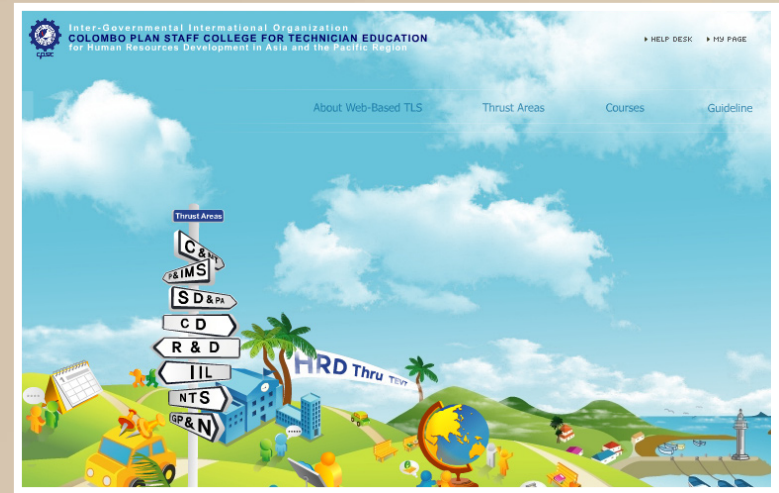 Inter-Governmental International Organization
COLOMBO PLAN STAFF COLLEGE FOR TECHNICIAN EDUCATION
for Human Resources Development in Asia and the Pacific Region
cpsc
HELP DESK MY PAGE
About Web-Based TLS Thrust Areas Courses Guideline
Thrust Areas
C & NT
P& IMS
S D & PA
C D
R & D
IIL
NTS
GP & N
HRD Thru TEVT